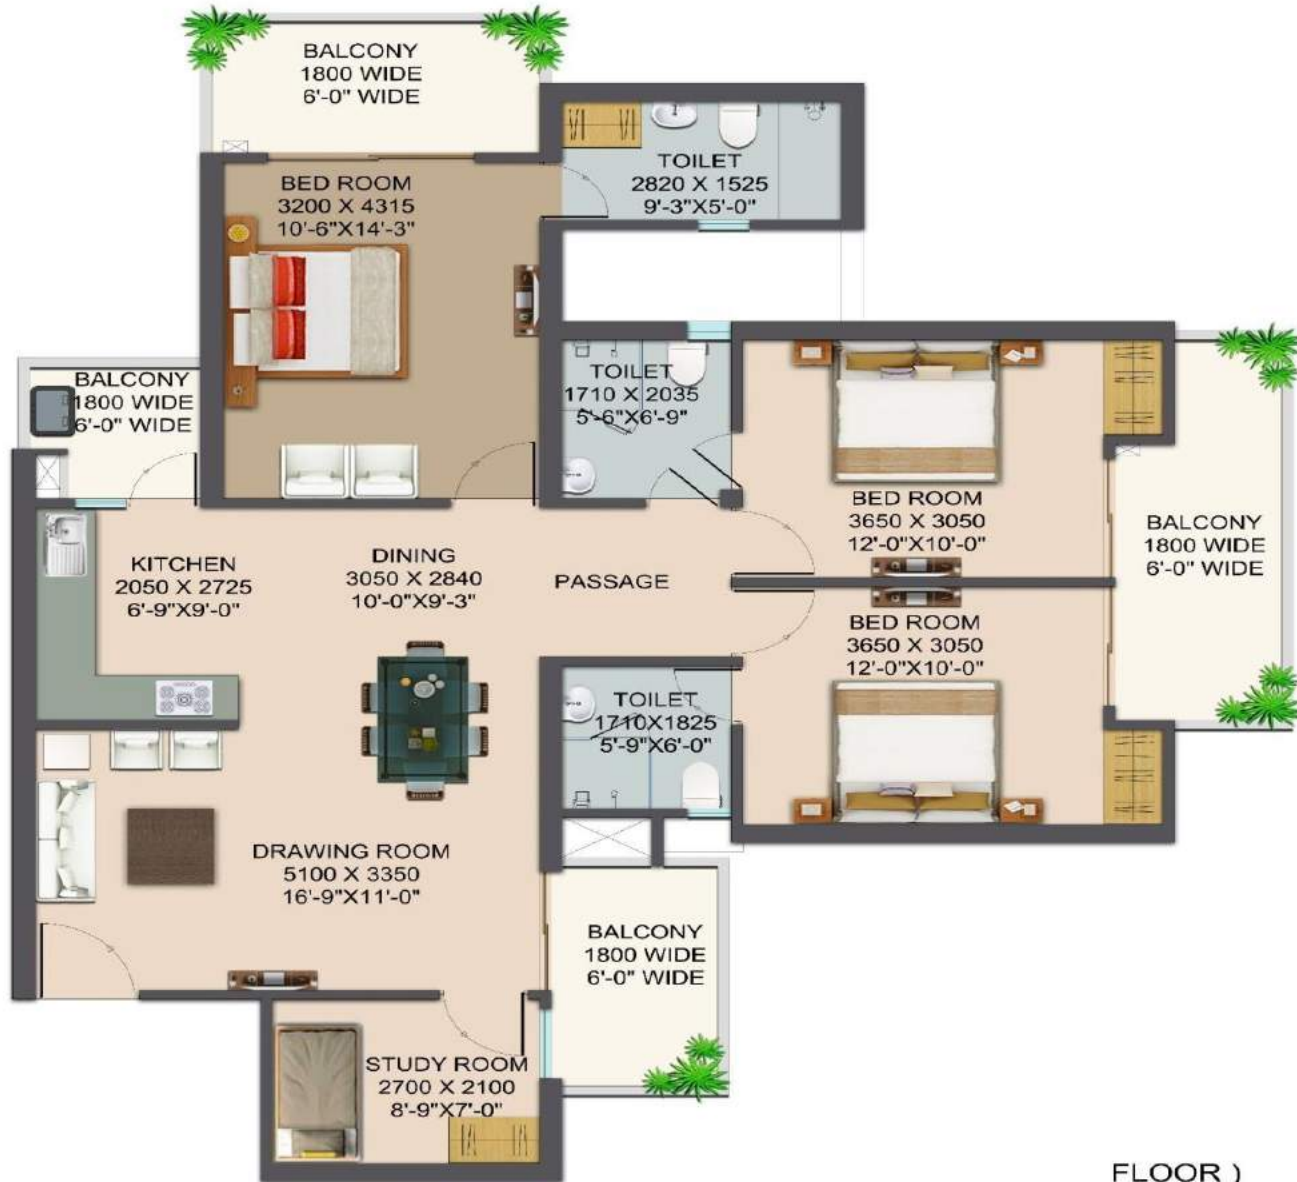 BALCONY
1800 WIDE
6'-0" WIDE
TOILET
2820 X 1525
9'-3"X5'-0"
BED ROOM
3200 X 4315
10'-6"X14'-3"
BALCONY
1800 WIDE
6'-0" WIDE
TOILET
1710 X 2035
5'-6"X6'-9"
BED ROOM
3650 X 3050
12'-0"X10'-0"
BALCONY
1800 WIDE
6'-0" WIDE
KITCHEN
2050 X 2725
6'-9"X9'-0"
DINING
3050 X 2840
10'-0"X9'-3"
PASSAGE
BED ROOM
3650 X 3050
12'-0"X10'-0"
TOILET
1710X1825
5'-9"X6'-0"
DRAWING ROOM
5100 X 3350
16'-9"X11'-0"
BALCONY
1800 WIDE
6'-0" WIDE
STUDY ROOM
2700 X 2100
8'-9"X7'-0"
FLOOR )